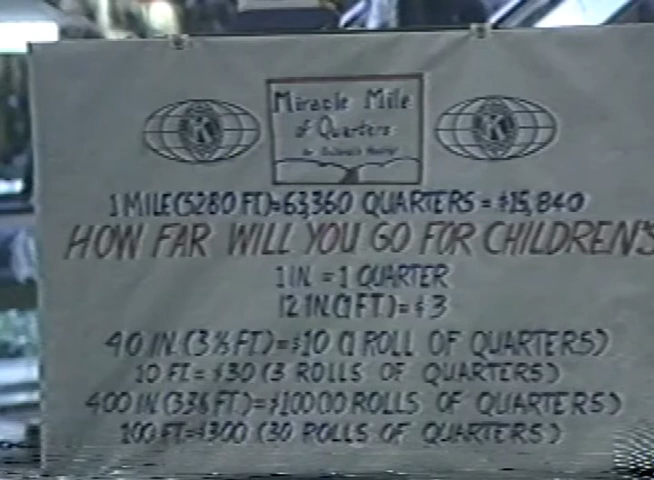 Miracle Mile
of Quarters
for Children's
K
K
1 MILE (5280 FT)=63,360 QUARTERS = $15,840
HOW FAR WILL YOU GO FOR CHILDREN'S
1 IN. = 1 QUARTER
12 IN.(1 FT.)= $3
40 IN.(3⅓ FT.)=$10 (1 ROLL OF QUARTERS)
10 FT.= $30 (3 ROLLS OF QUARTERS)
400 IN (33⅓ FT.)=$100(10 ROLLS OF QUARTERS)
100 FT.=$300 (30 ROLLS OF QUARTERS)